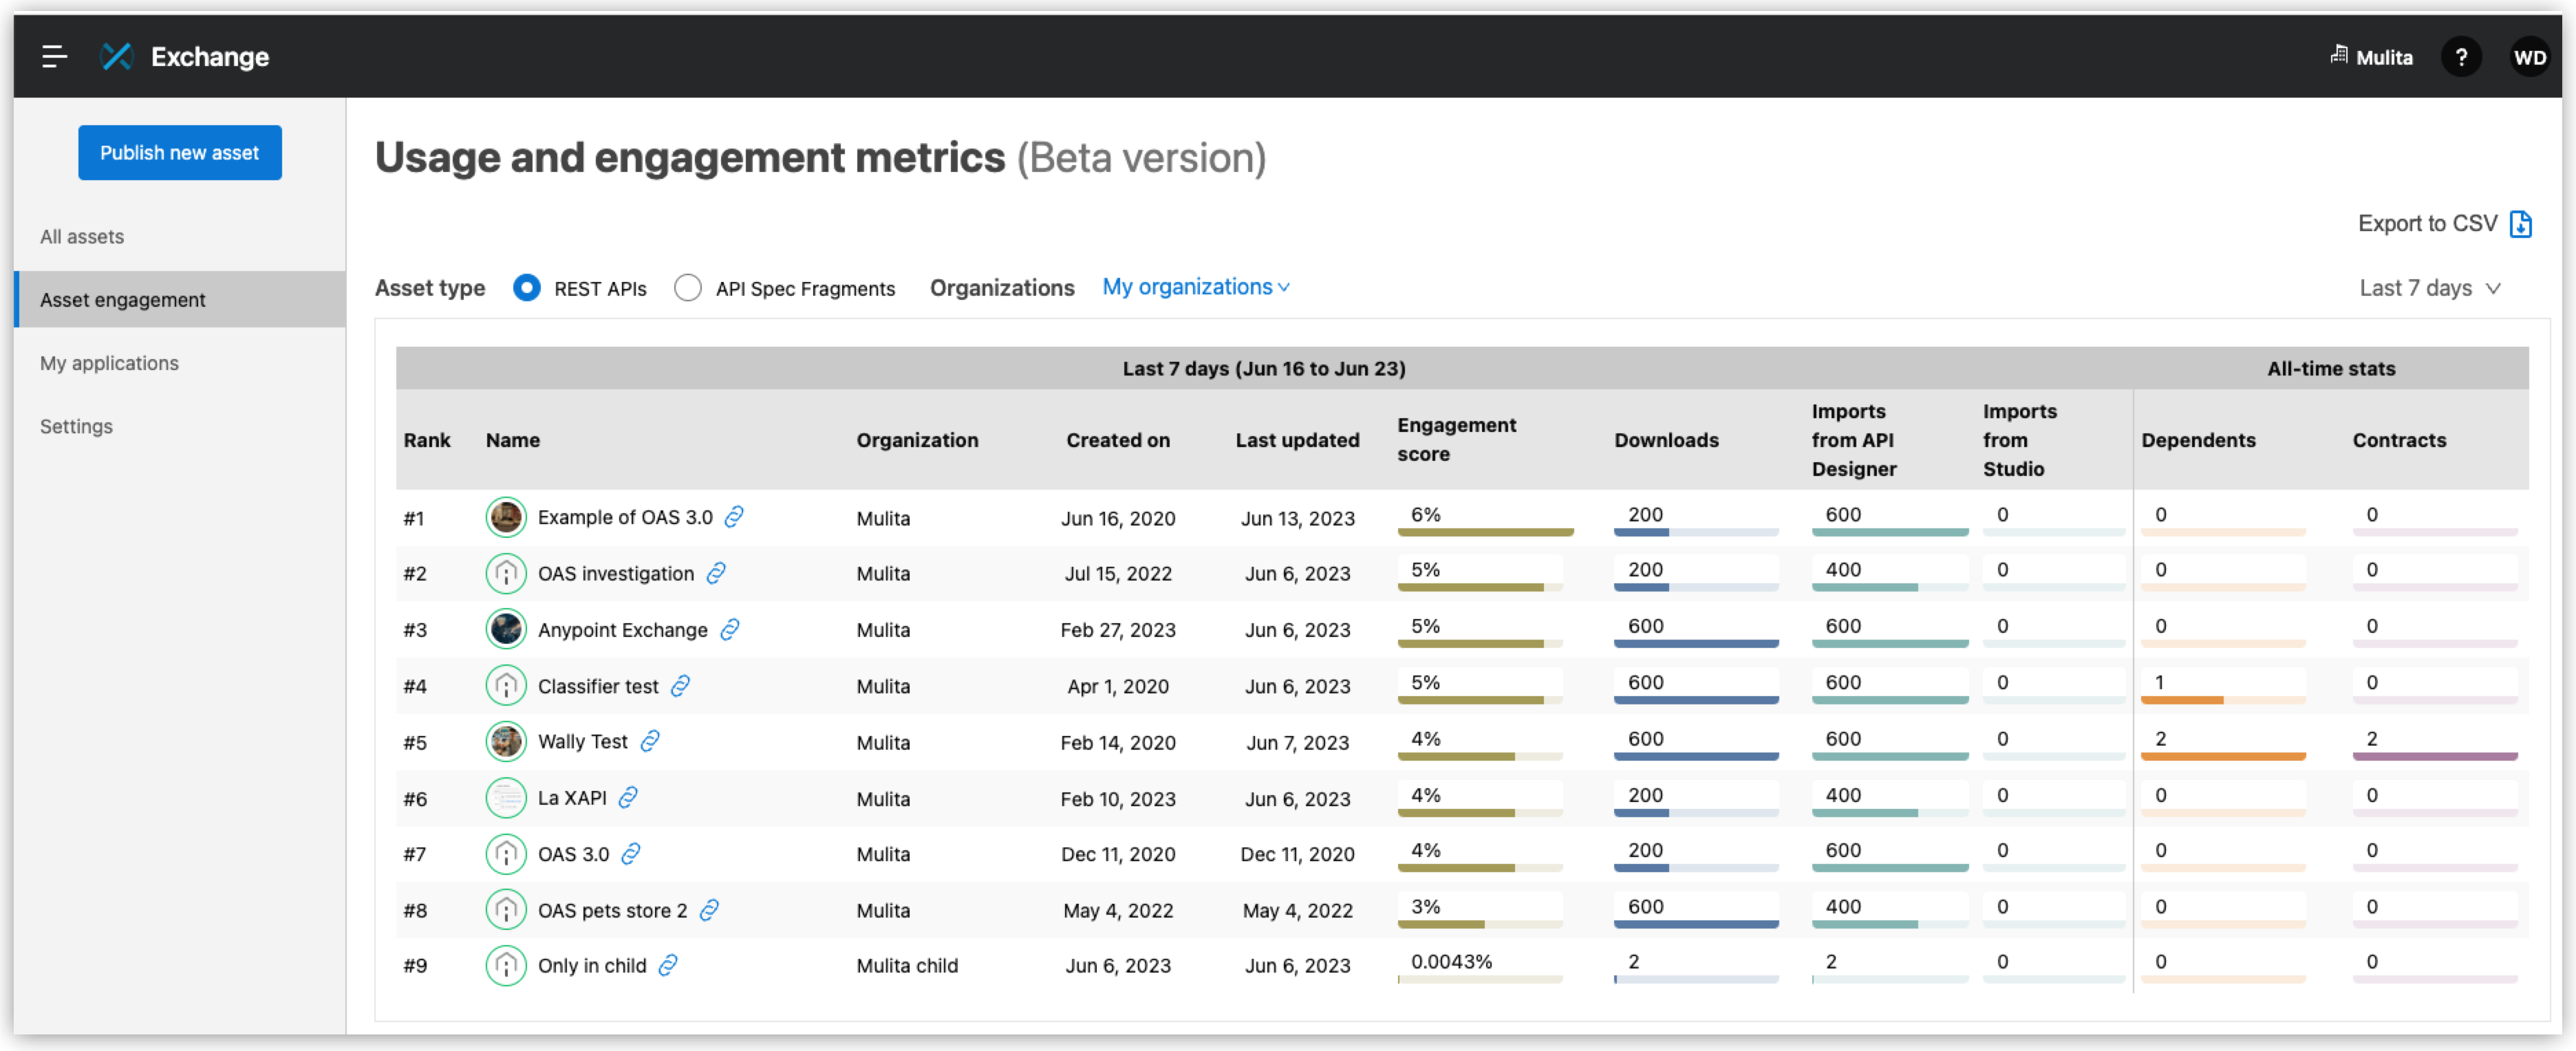 Exchange
Mulita
?
WD
Publish new asset
All assets
Asset engagement
My applications
Settings
Usage and engagement metrics (Beta version)
Export to CSV
Asset type REST APIs API Spec Fragments Organizations My organizations Last 7 days
Last 7 days (Jun 16 to Jun 23) All-time stats
Rank Name Organization Created on Last updated Engagement score Downloads Imports from API Designer Imports from Studio Dependents Contracts
#1 Example of OAS 3.0 Mulita Jun 16, 2020 Jun 13, 2023 6% 200 600 0 0 0
#2 OAS investigation Mulita Jul 15, 2022 Jun 6, 2023 5% 200 400 0 0 0
#3 Anypoint Exchange Mulita Feb 27, 2023 Jun 6, 2023 5% 600 600 0 0 0
#4 Classifier test Mulita Apr 1, 2020 Jun 6, 2023 5% 600 600 0 1 0
#5 Wally Test Mulita Feb 14, 2020 Jun 7, 2023 4% 600 600 0 2 2
#6 La XAPI Mulita Feb 10, 2023 Jun 6, 2023 4% 200 400 0 0 0
#7 OAS 3.0 Mulita Dec 11, 2020 Dec 11, 2020 4% 200 600 0 0 0
#8 OAS pets store 2 Mulita May 4, 2022 May 4, 2022 3% 600 400 0 0 0
#9 Only in child Mulita child Jun 6, 2023 Jun 6, 2023 0.0043% 2 2 0 0 0